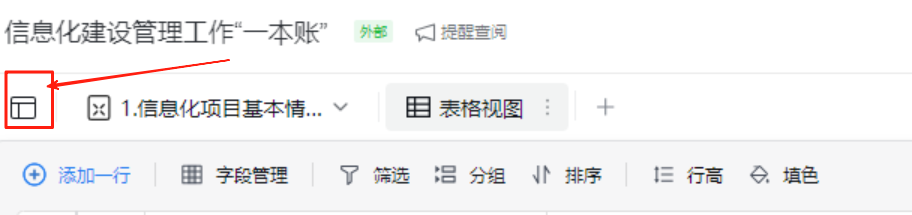 信息化建设管理工作“一本账” 外部 提醒查阅
1.信息化项目基本情... 表格视图
添加一行 字段管理 筛选 分组 排序 行高 填色